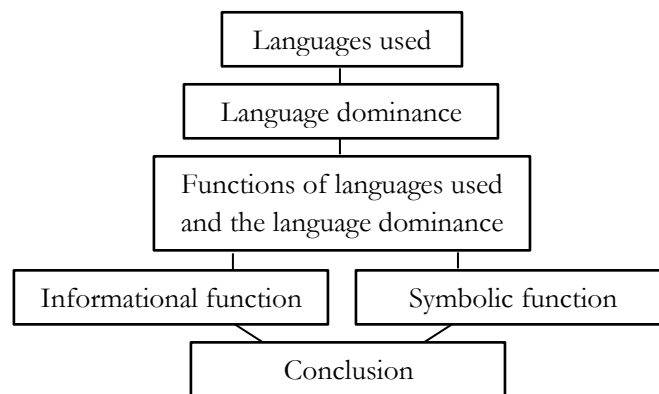 Languages used
Language dominance
Functions of languages used
and the language dominance
Informational function
Symbolic function
Conclusion